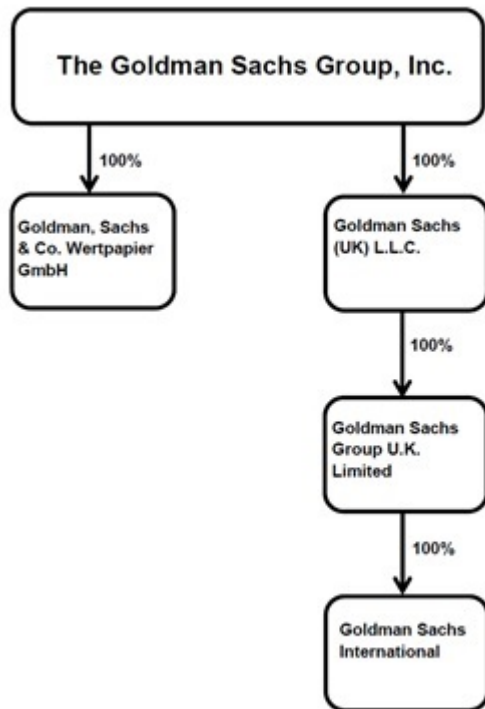 The Goldman Sachs Group, Inc.
100%
100%
Goldman, Sachs
& Co. Wertpapier
GmbH
Goldman Sachs
(UK) L.L.C.
100%
Goldman Sachs
Group U.K.
Limited
100%
Goldman Sachs
International